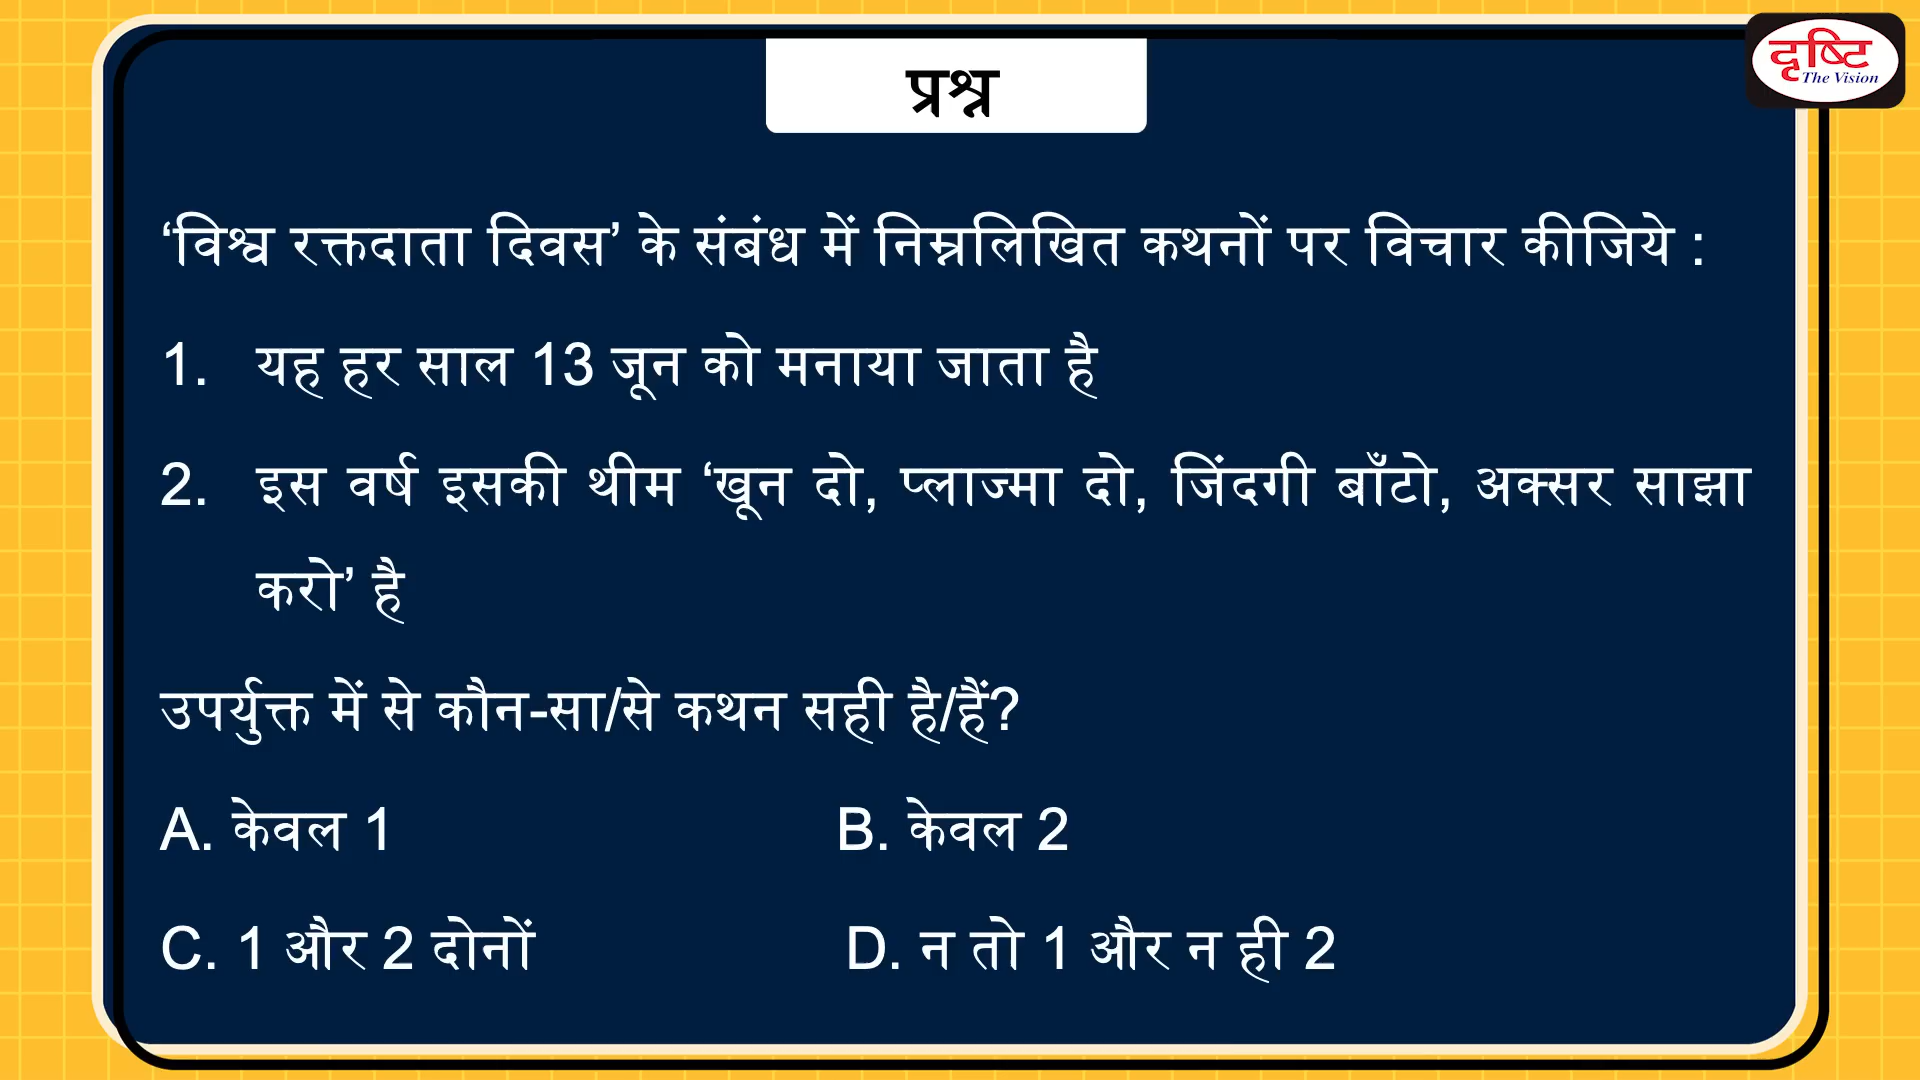 दृष्टि
The Vision
प्रश्न
‘विश्व रक्तदाता दिवस’ के संबंध में निम्नलिखित कथनों पर विचार कीजिये :
1. यह हर साल 13 जून को मनाया जाता है
2. इस वर्ष इसकी थीम ‘खून दो, प्लाज्मा दो, जिंदगी बाँटो, अक्सर साझा
करो’ है
उपर्युक्त में से कौन-सा/से कथन सही है/हैं?
A. केवल 1 B. केवल 2
C. 1 और 2 दोनों D. न तो 1 और न ही 2